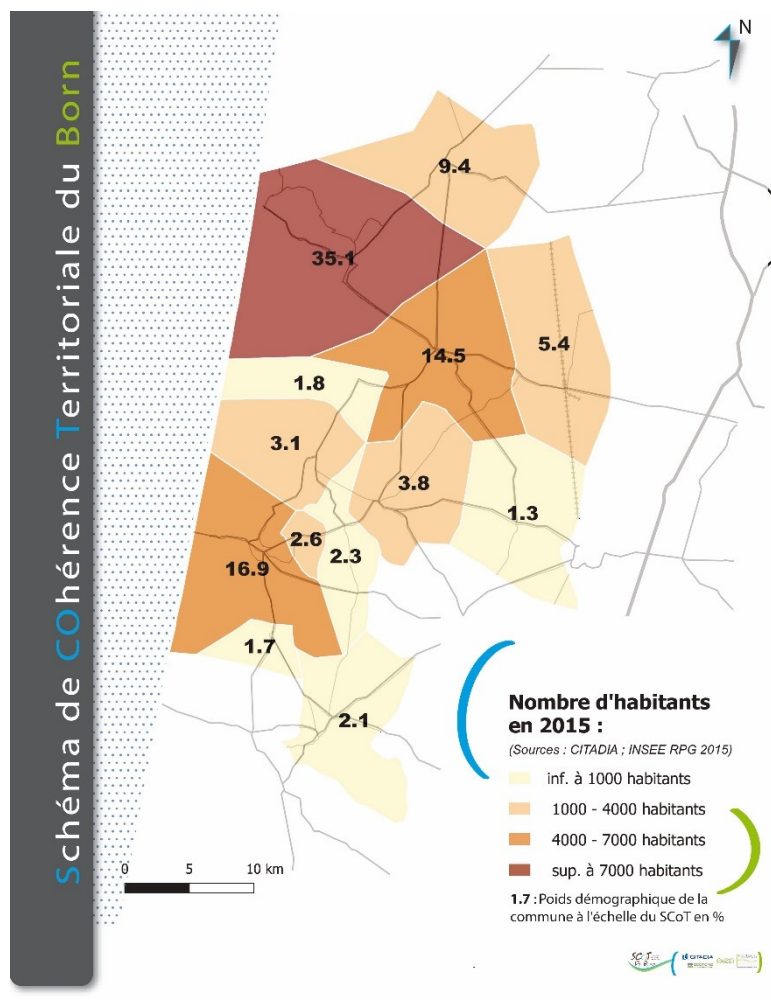 Schéma de COhérence Territoriale du Born
N
9.4
35.1
5.4
14.5
1.8
3.1
3.8
1.3
2.6
2.3
16.9
1.7
2.1
Nombre d'habitants
en 2015 :
(Sources : CITADIA ; INSEE RPG 2015)
inf. à 1000 habitants
1000 - 4000 habitants
4000 - 7000 habitants
sup. à 7000 habitants
1.7 : Poids démographique de la
commune à l'échelle du SCoT en %
0 5 10 km
CITADIA